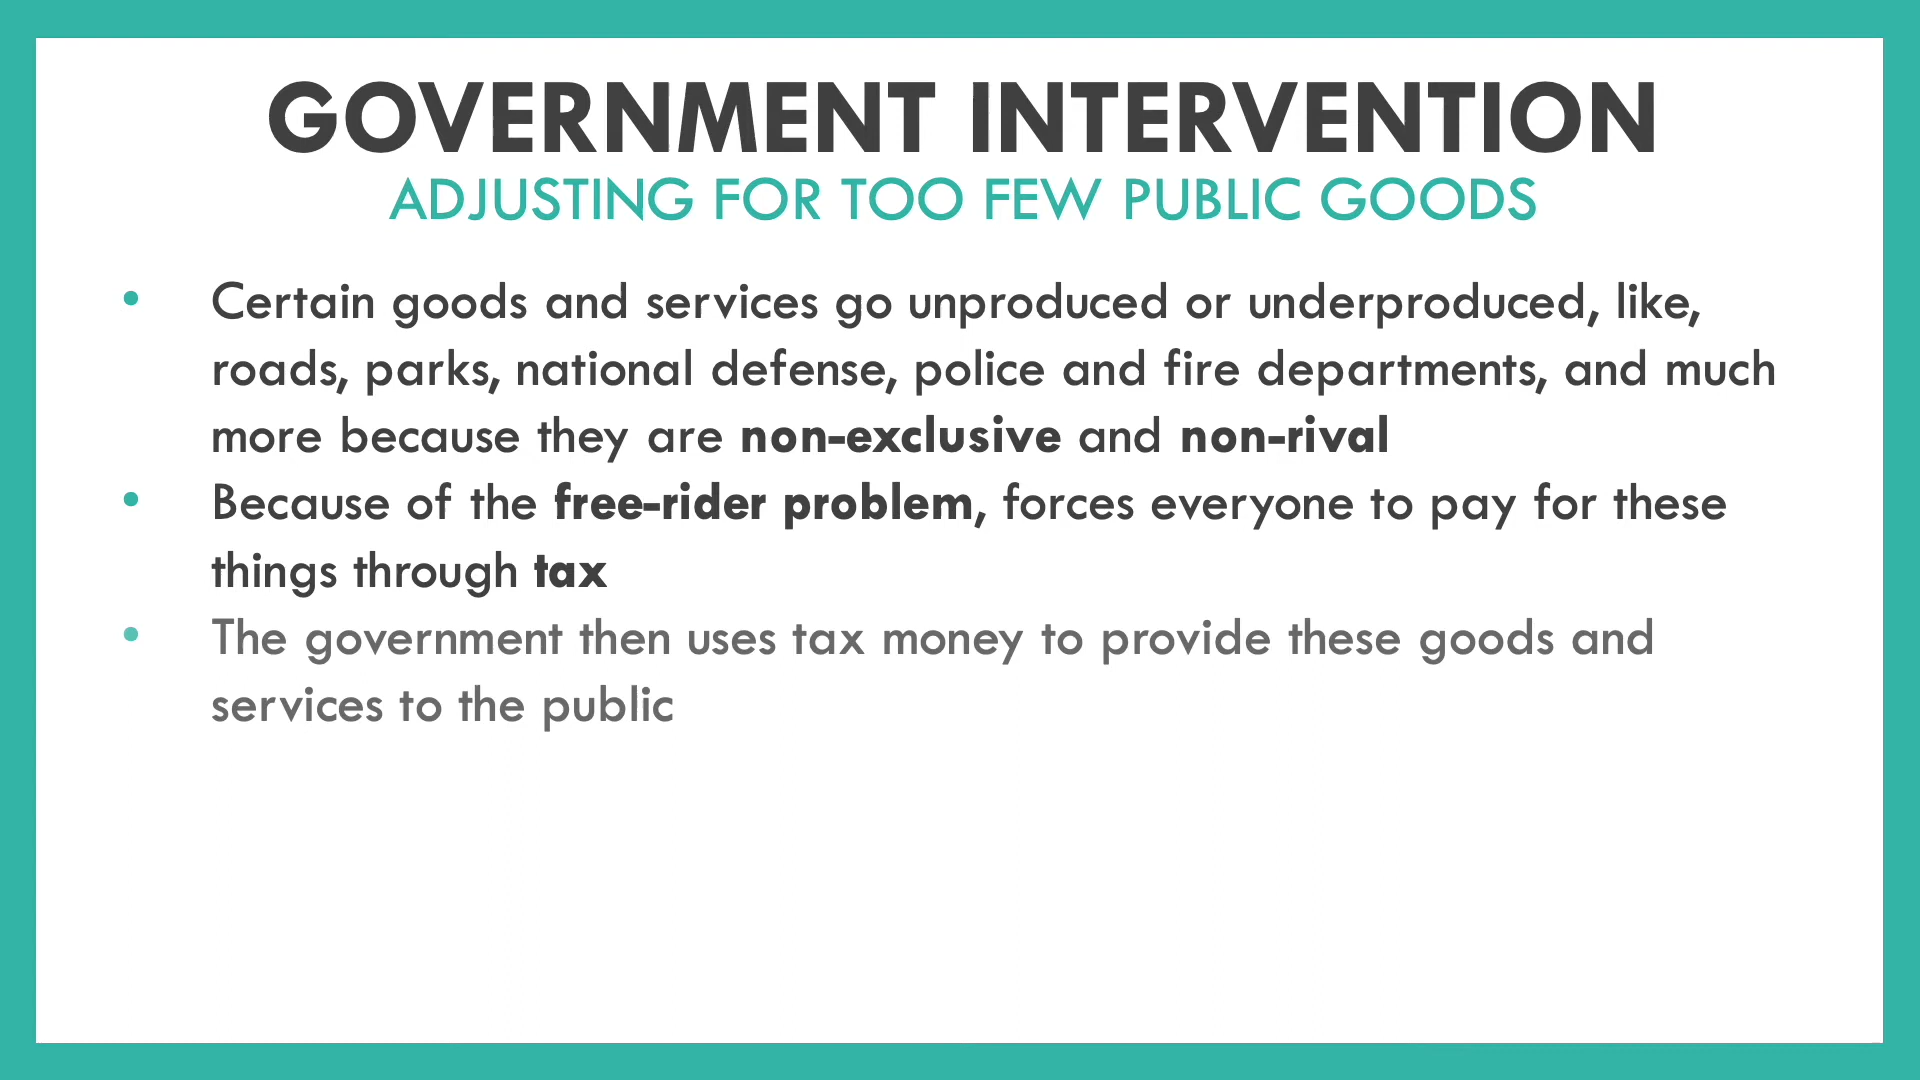 GOVERNMENT INTERVENTION
ADJUSTING FOR TOO FEW PUBLIC GOODS
• Certain goods and services go unproduced or underproduced, like,
roads, parks, national defense, police and fire departments, and much
more because they are non-exclusive and non-rival
• Because of the free-rider problem, forces everyone to pay for these
things through tax
• The government then uses tax money to provide these goods and
services to the public